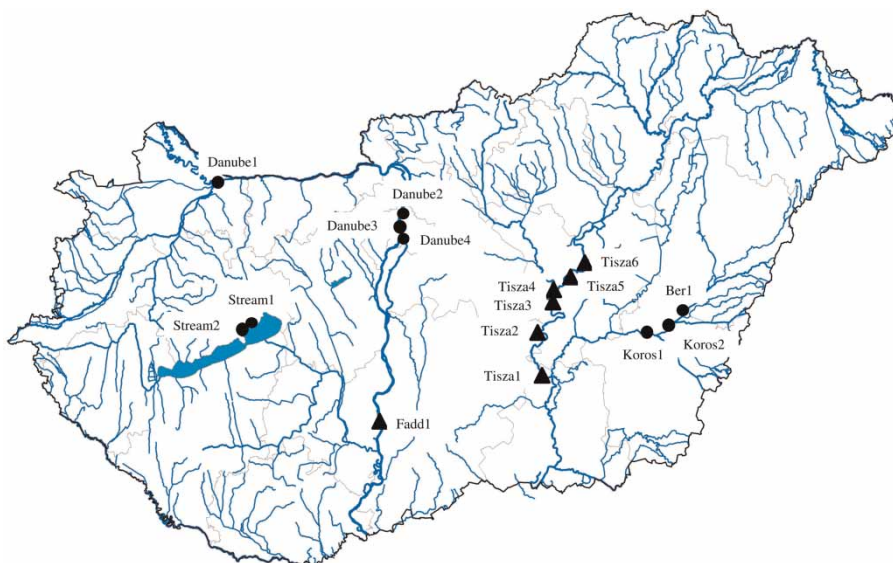 Danube1
Danube2
Danube3
Danube4
Tisza6
Tisza4
Tisza5
Tisza3
Ber1
Stream1
Stream2
Tisza2
Koros2
Koros1
Tisza1
Fadd1